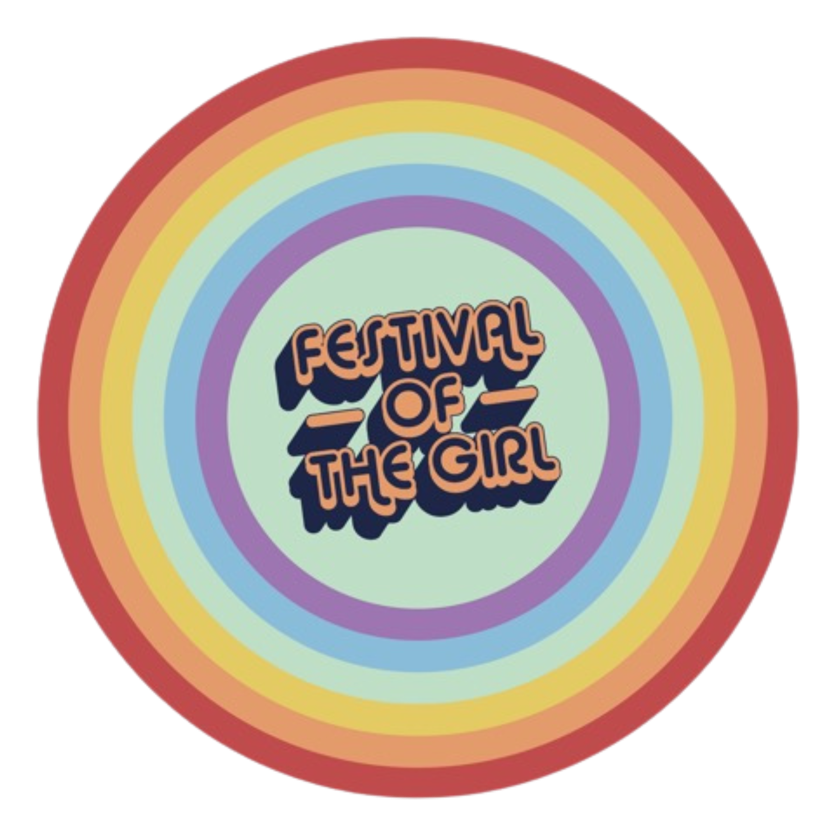 FESTIVAL
— OF —
THE GIRL